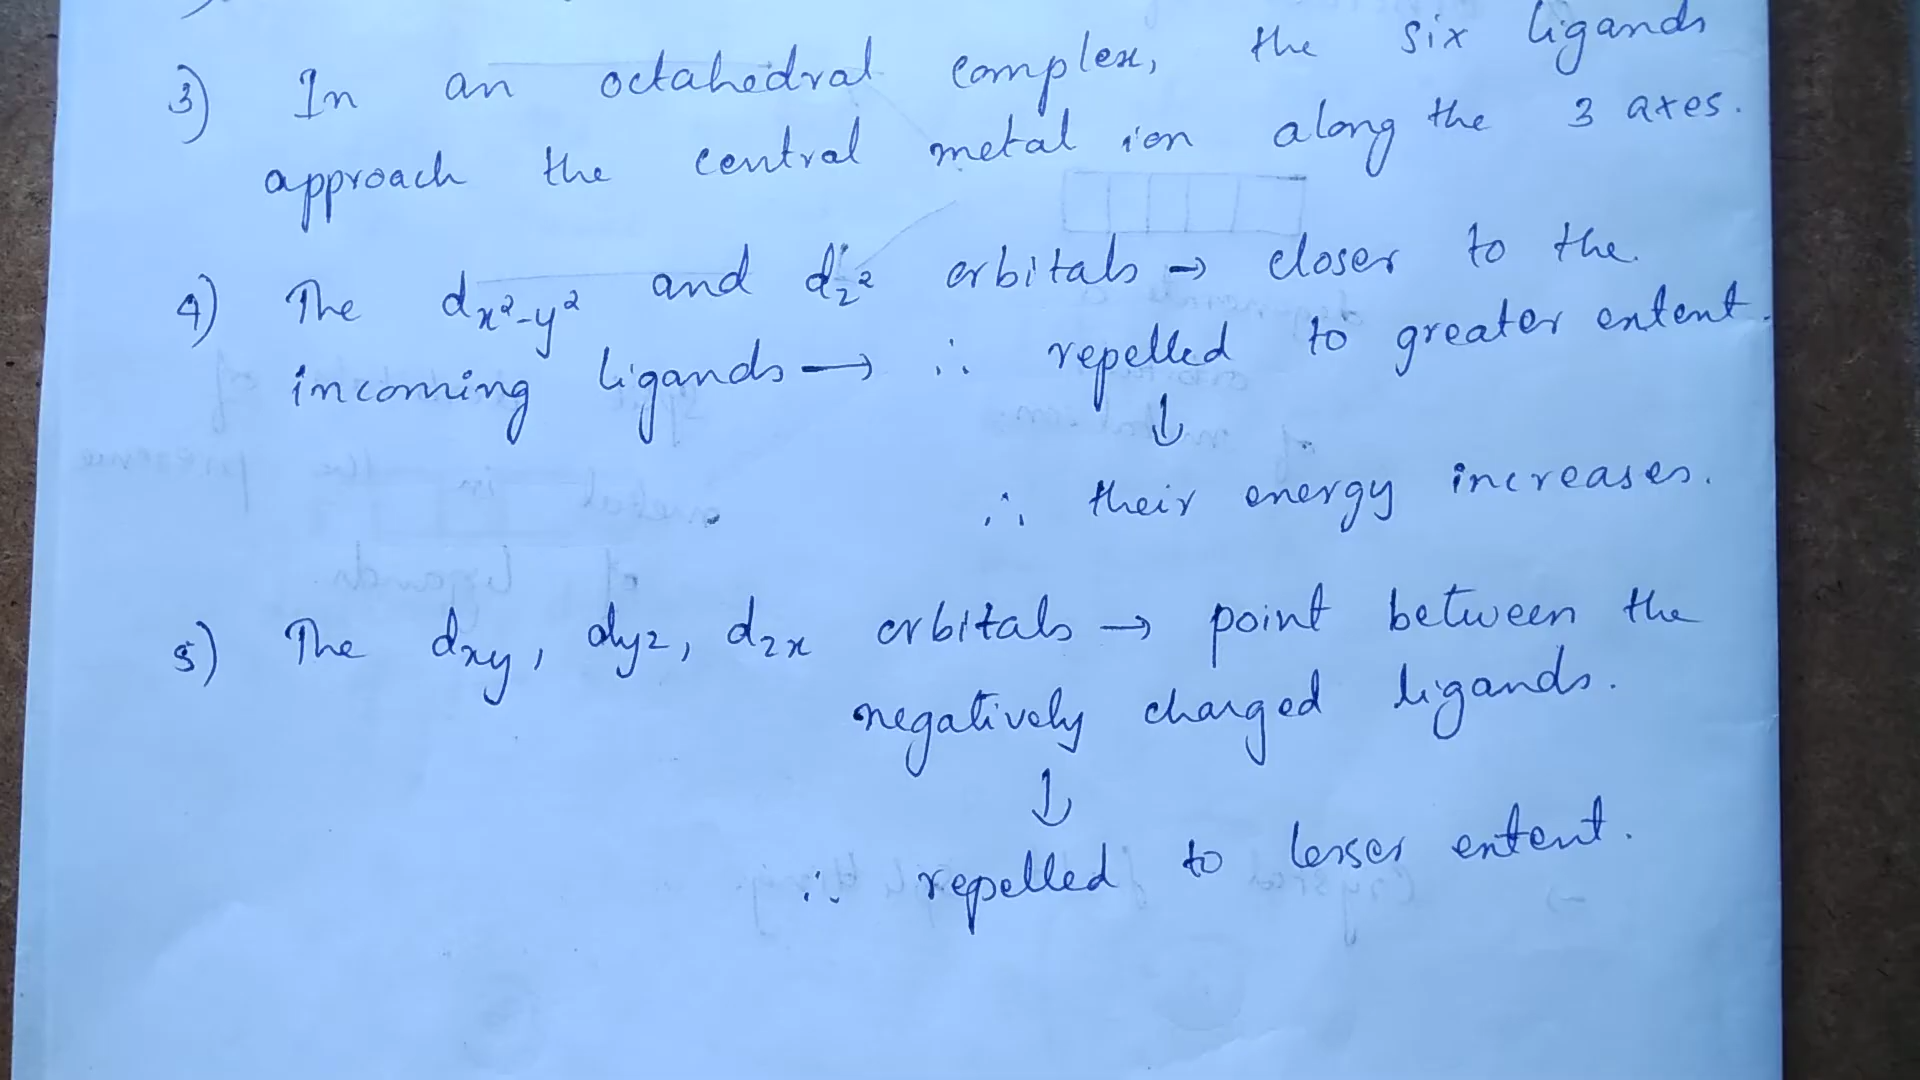 3) In an octahedral complex, the six ligands
approach the central metal ion along the 3 axes.
4) The dx²-y² and dz² orbitals → closer to the
incoming ligands → ∴ repelled to greater extent.
↓
∴ their energy increases.
5) The dxy, dyz, dzx orbitals → point between the
negatively charged ligands.
↓
∴ repelled to lesser extent.